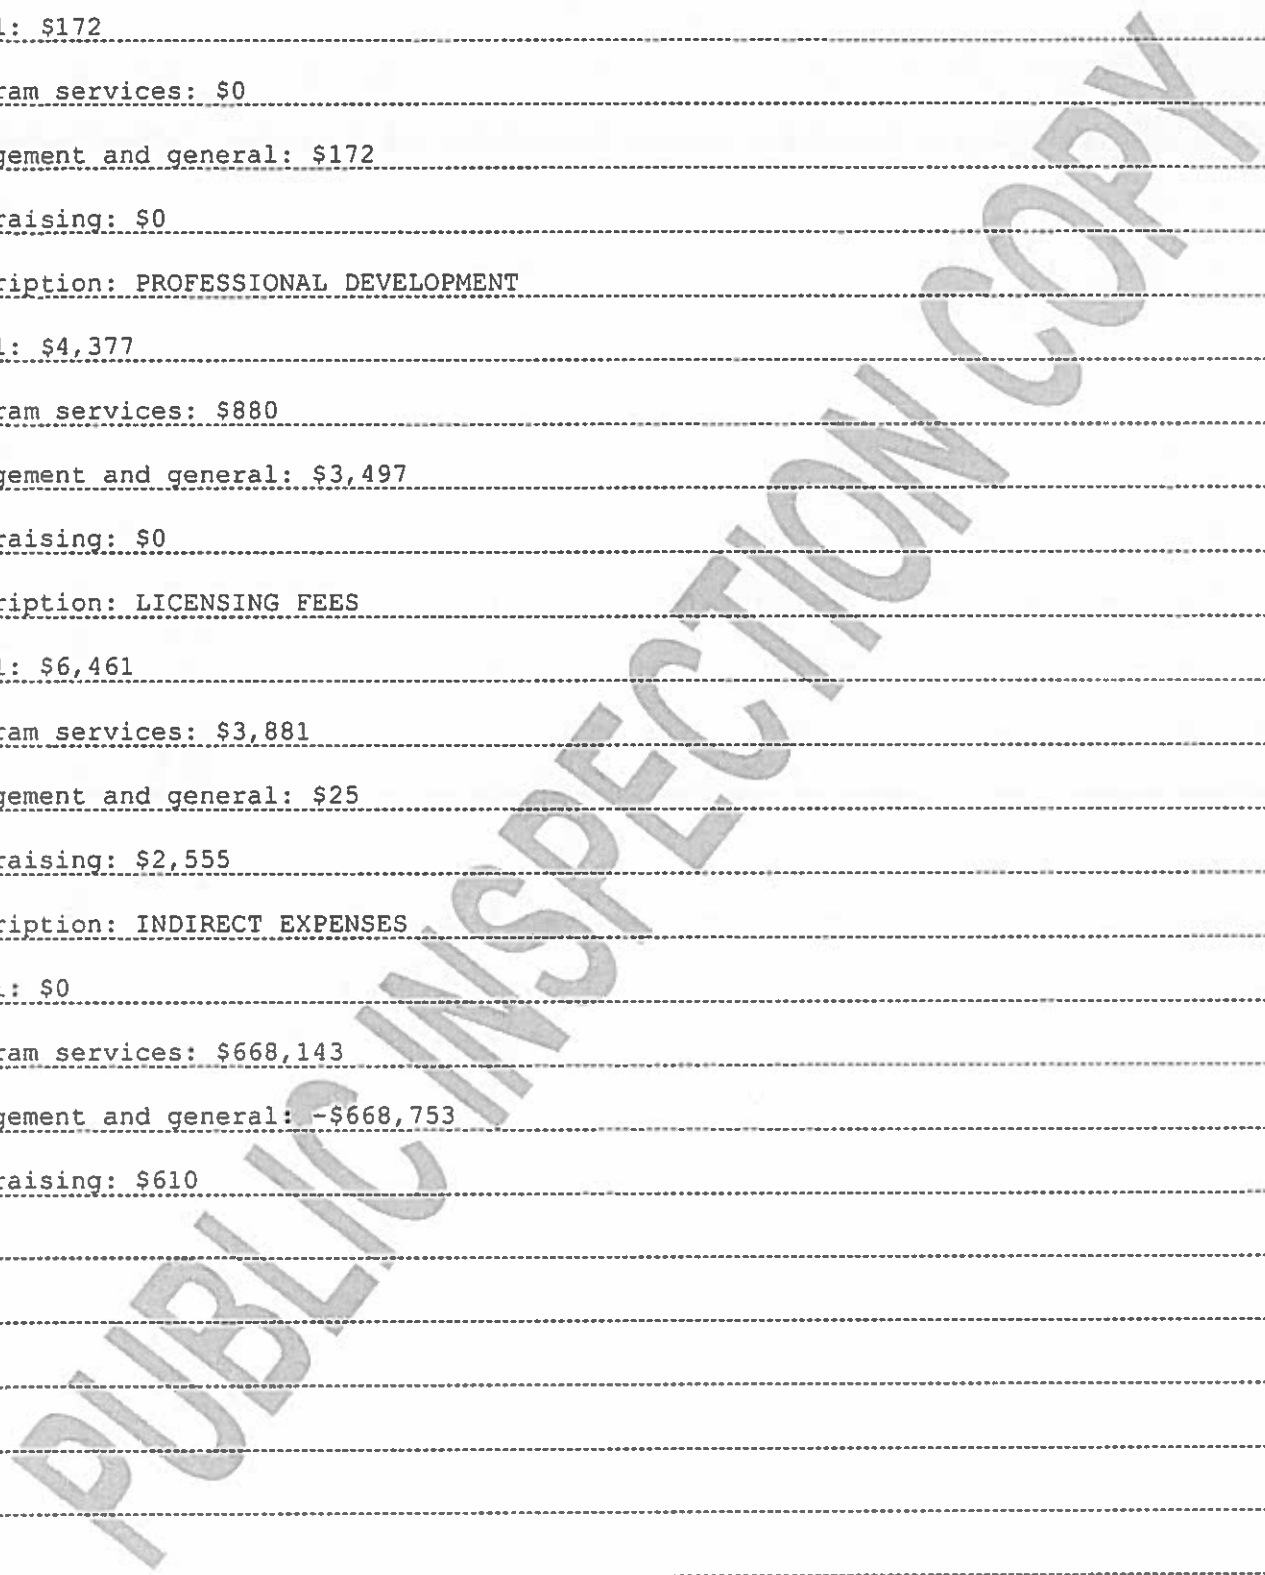 l: $172
ram services: $0
gement and general: $172
raising: $0
ription: PROFESSIONAL DEVELOPMENT
l: $4,377
ram services: $880
gement and general: $3,497
raising: $0
ription: LICENSING FEES
l: $6,461
ram services: $3,881
gement and general: $25
raising: $2,555
ription: INDIRECT EXPENSES
l: $0
ram services: $668,143
gement and general: -$668,753
raising: $610
PUBLIC INSPECTION COPY